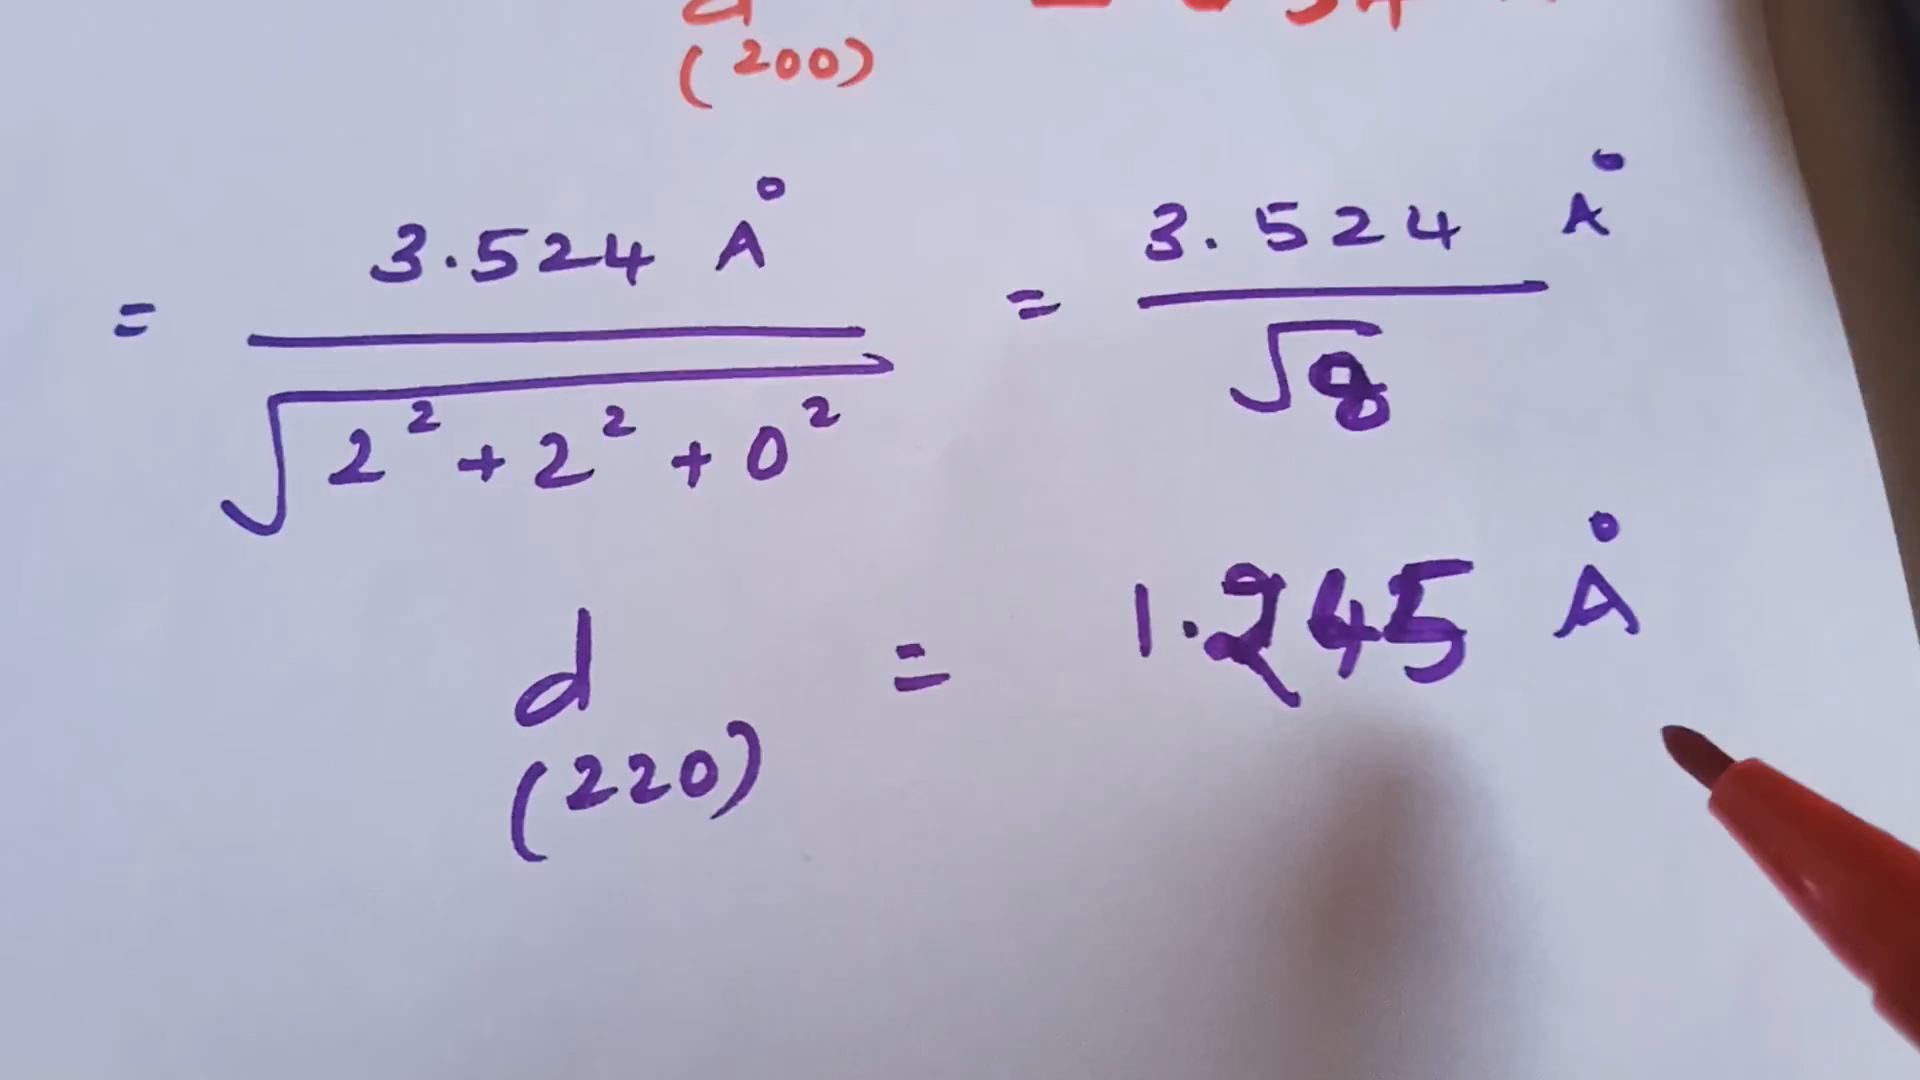 (200)
= 3.524 A° / √2² + 2² + 0² = 3.524 A° / √8
d (220) = 1.245 A°